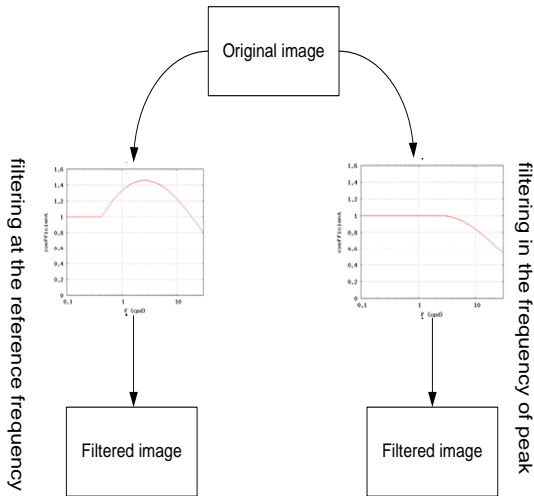 Original image
filtering at the reference frequency
1,6
1,4
1,2
1
0,8
0,6
0,4
0,2
0
0,1
1
10
coefficient
f (cpd)
1,6
1,4
1,2
1
0,8
0,6
0,4
0,2
0
0,1
1
10
coefficient
f (cpd)
filtering in the frequency of peak
Filtered image
Filtered image